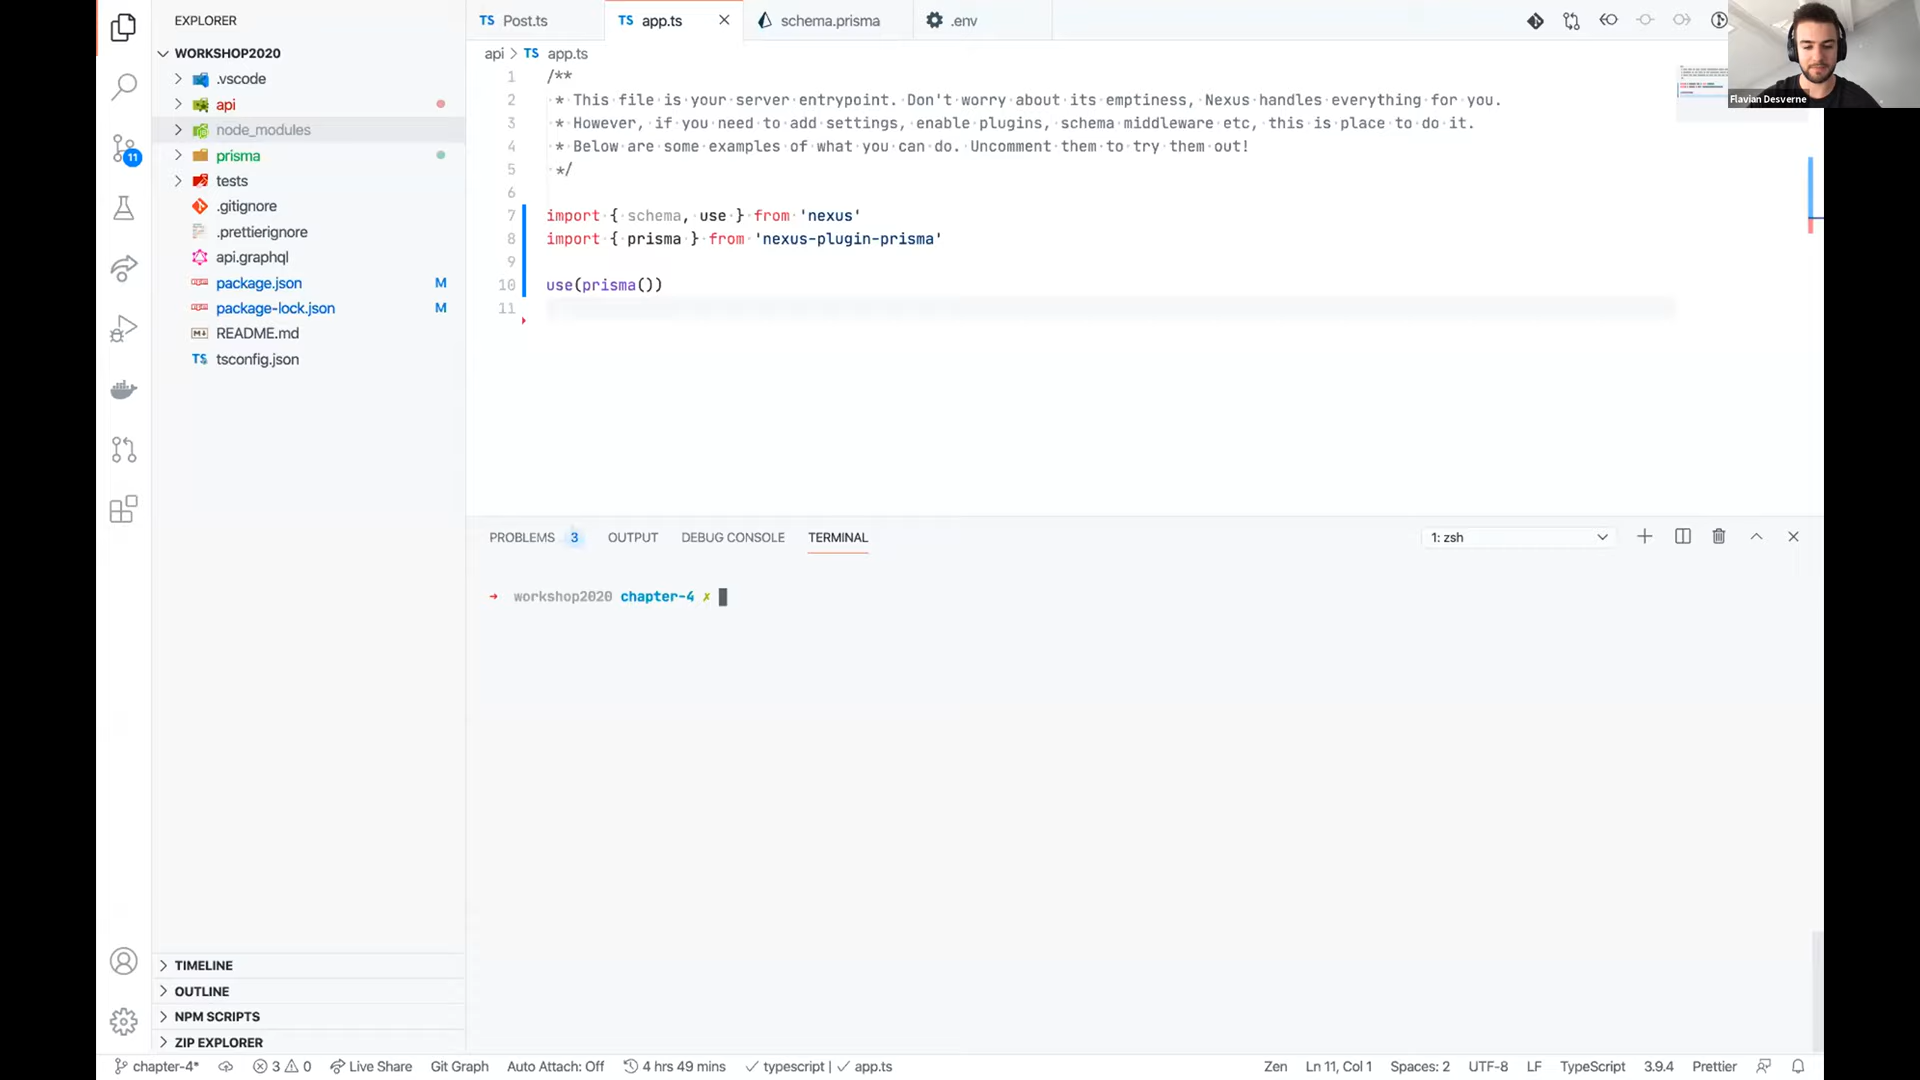 EXPLORER
WORKSHOP2020
.vscode
api
node_modules
prisma
tests
.gitignore
.prettierignore
api.graphql
package.json M
package-lock.json M
README.md
tsconfig.json
TIMELINE
OUTLINE
NPM SCRIPTS
ZIP EXPLORER
11
TS Post.ts
TS app.ts
schema.prisma
.env
api > TS app.ts
1 /**
2 * This file is your server entrypoint. Don't worry about its emptiness, Nexus handles everything for you.
3 * However, if you need to add settings, enable plugins, schema middleware etc, this is place to do it.
4 * Below are some examples of what you can do. Uncomment them to try them out!
5 */
6
7 import { schema, use } from 'nexus'
8 import { prisma } from 'nexus-plugin-prisma'
9
10 use(prisma())
11
Flavian Desverne
PROBLEMS 3 OUTPUT DEBUG CONSOLE TERMINAL
1: zsh
→ workshop2020 chapter-4 ✗
chapter-4* 3 0 Live Share Git Graph Auto Attach: Off 4 hrs 49 mins ✓ typescript | ✓ app.ts
Zen Ln 11, Col 1 Spaces: 2 UTF-8 LF TypeScript 3.9.4 Prettier